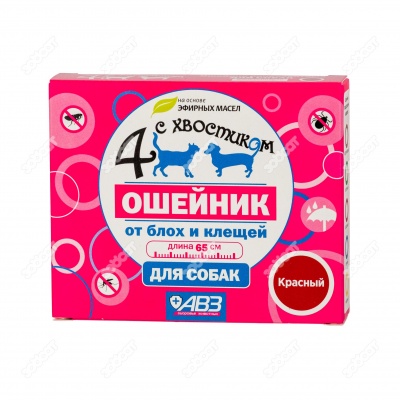 на основе
ЭФИРНЫХ МАСЕЛ
4 с хвостиком
ОШЕЙНИК
от блох и клещей
длина 65 см
ДЛЯ СОБАК
Красный
АВЗ